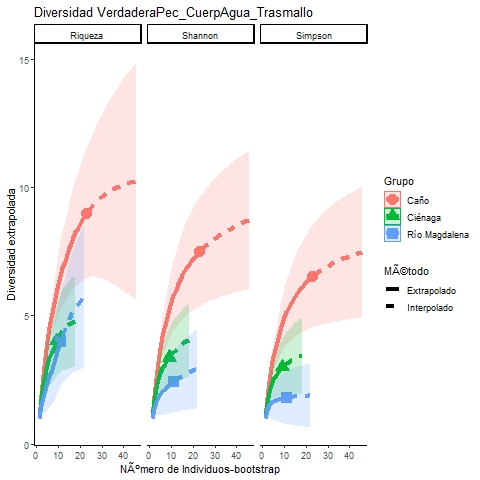 Diversidad VerdaderaPec_CuerpAgua_Trasmallo
Riqueza Shannon Simpson
15
10
5
0
0 10 20 30 40 0 10 20 30 40 0 10 20 30 40
Diversidad extrapolada
NÃºmero de Individuos-bootstrap
Grupo
Caño
Ciénaga
Río Magdalena
MÃ©todo
Extrapolado
Interpolado